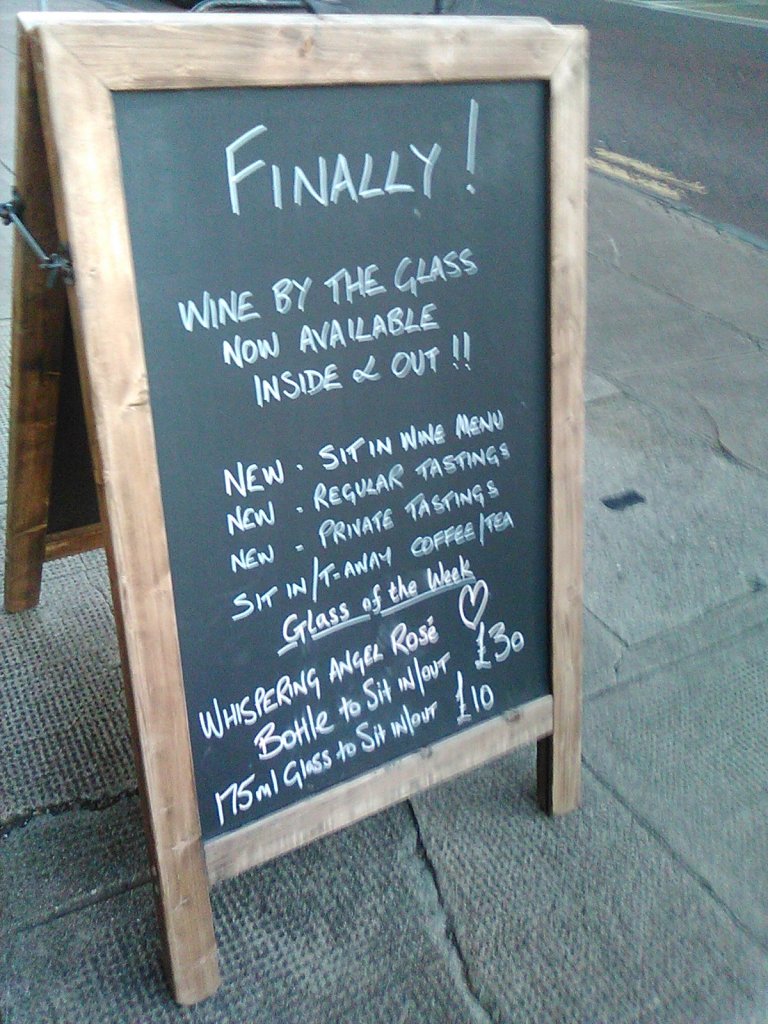 FINALLY!
WINE BY THE GLASS
NOW AVAILABLE
INSIDE & OUT !!
NEW - SIT IN WINE MENU
NEW - REGULAR TASTINGS
NEW - PRIVATE TASTINGS
SIT IN/T-AWAY COFFEE/TEA
Glass of the Week
WHISPERING ANGEL ROSÉ ♡
Bottle to Sit in/out £30
175ml Glass to Sit in/out £10